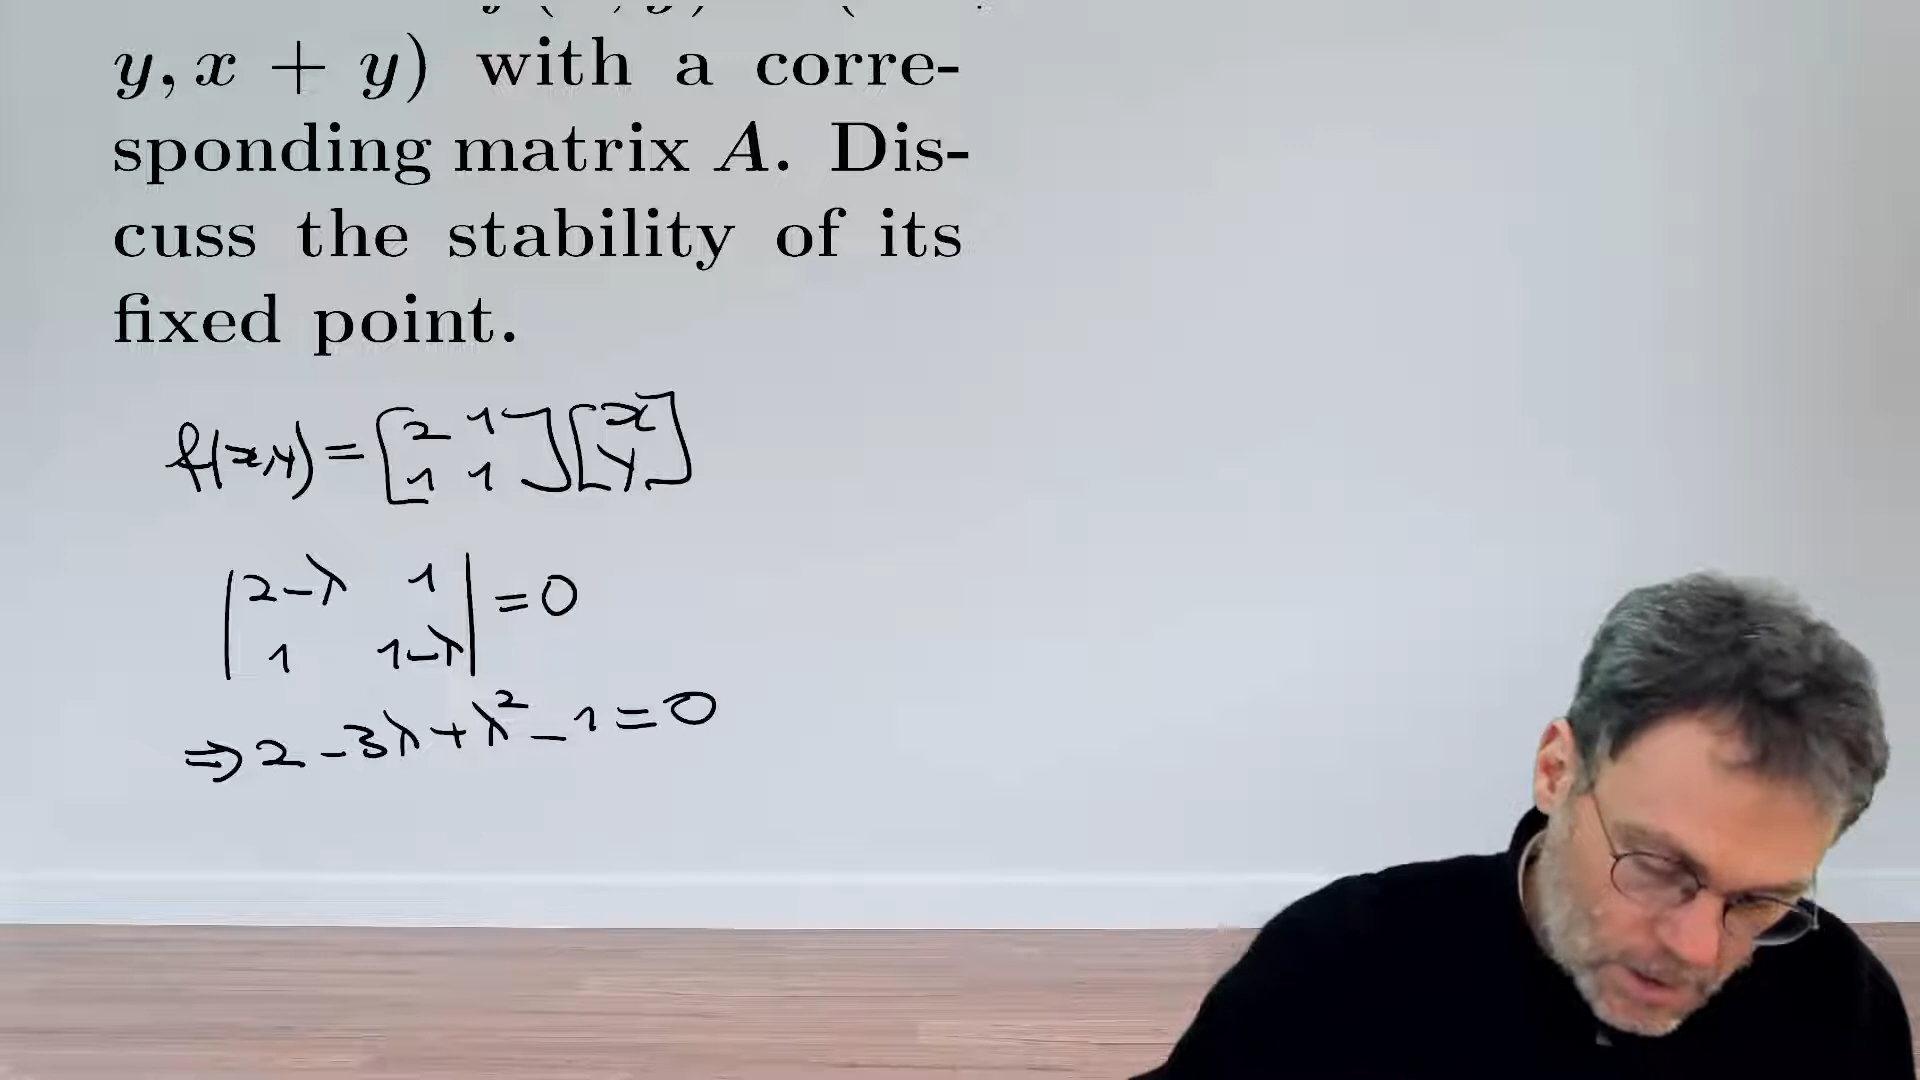 y, x + y) with a corre-
sponding matrix A. Dis-
cuss the stability of its
fixed point.
f(x,y) = [2 1 1 1] [x y]
|2-λ 1 1 1-λ| = 0
⇒ 2 - 3λ + λ² - 1 = 0